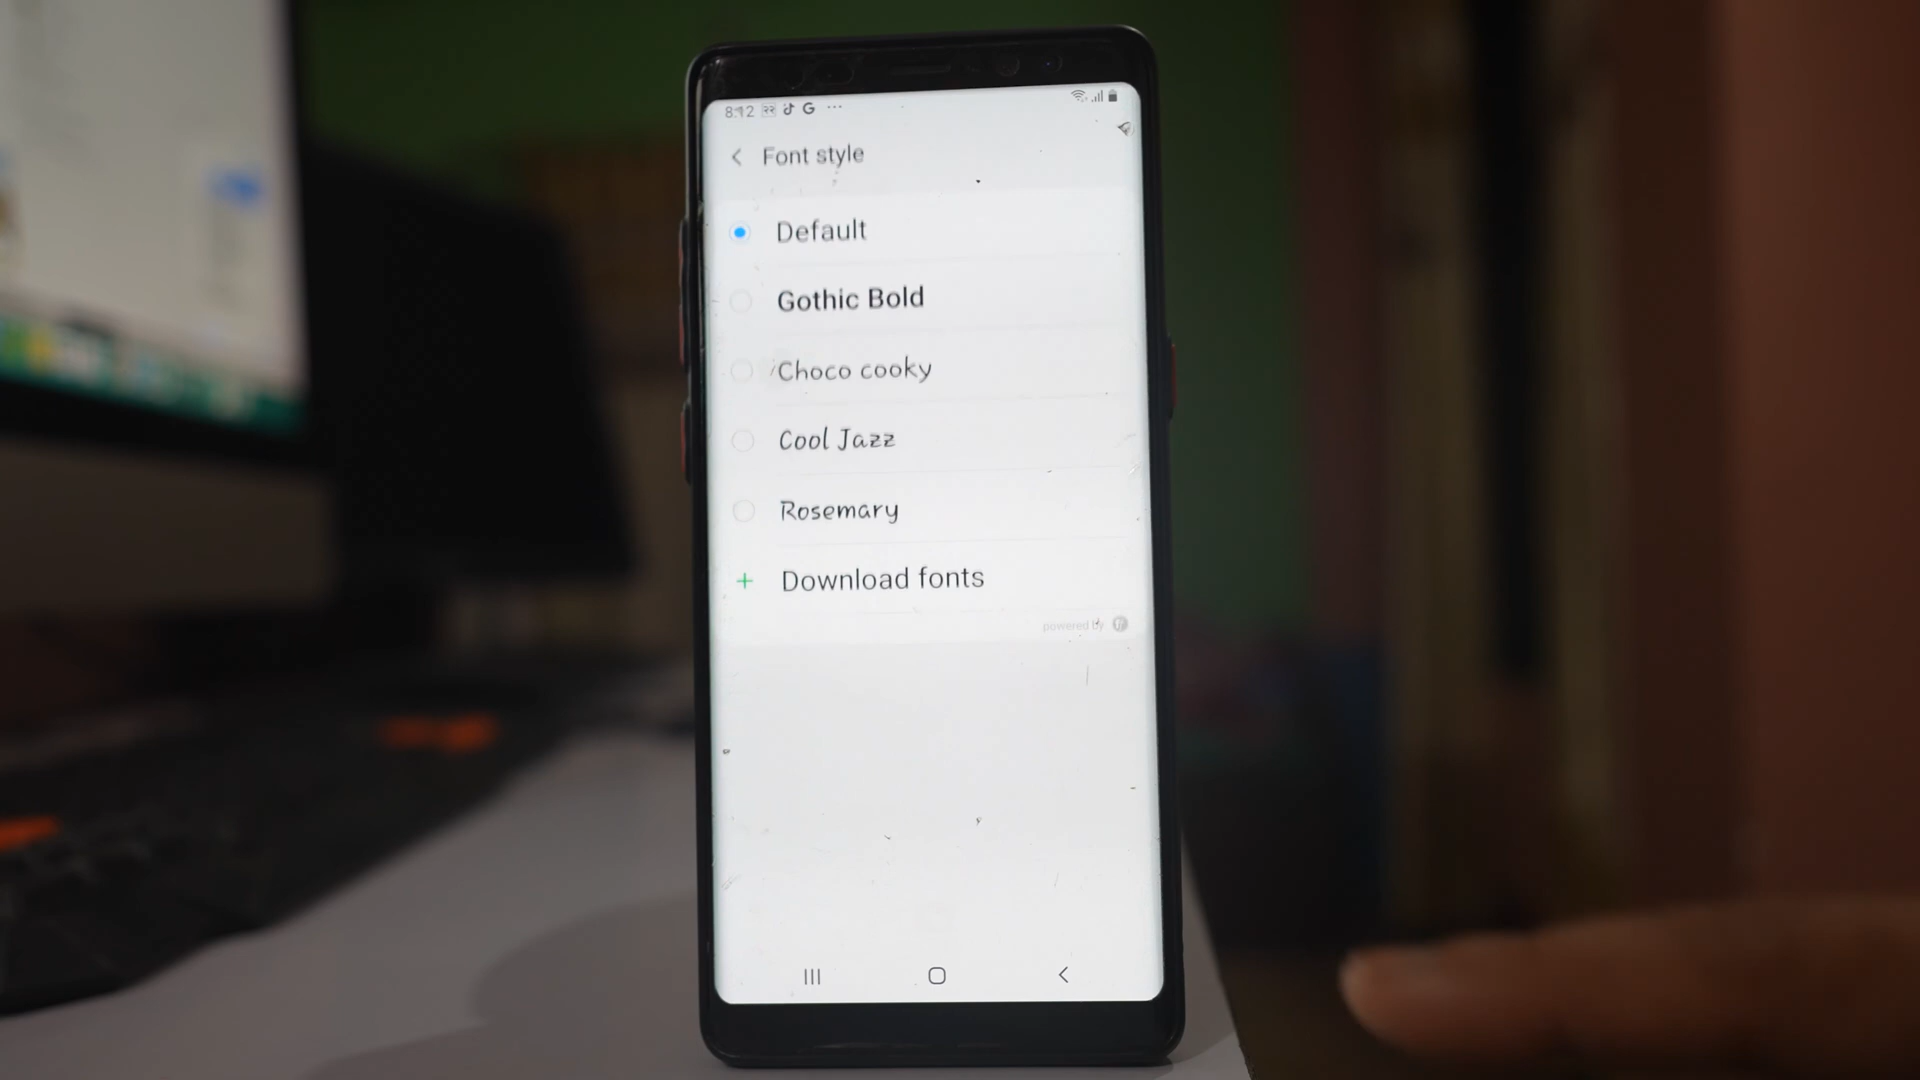 8:12
Font style
Default
Gothic Bold
Choco cooky
Cool Jazz
Rosemary
Download fonts
powered by